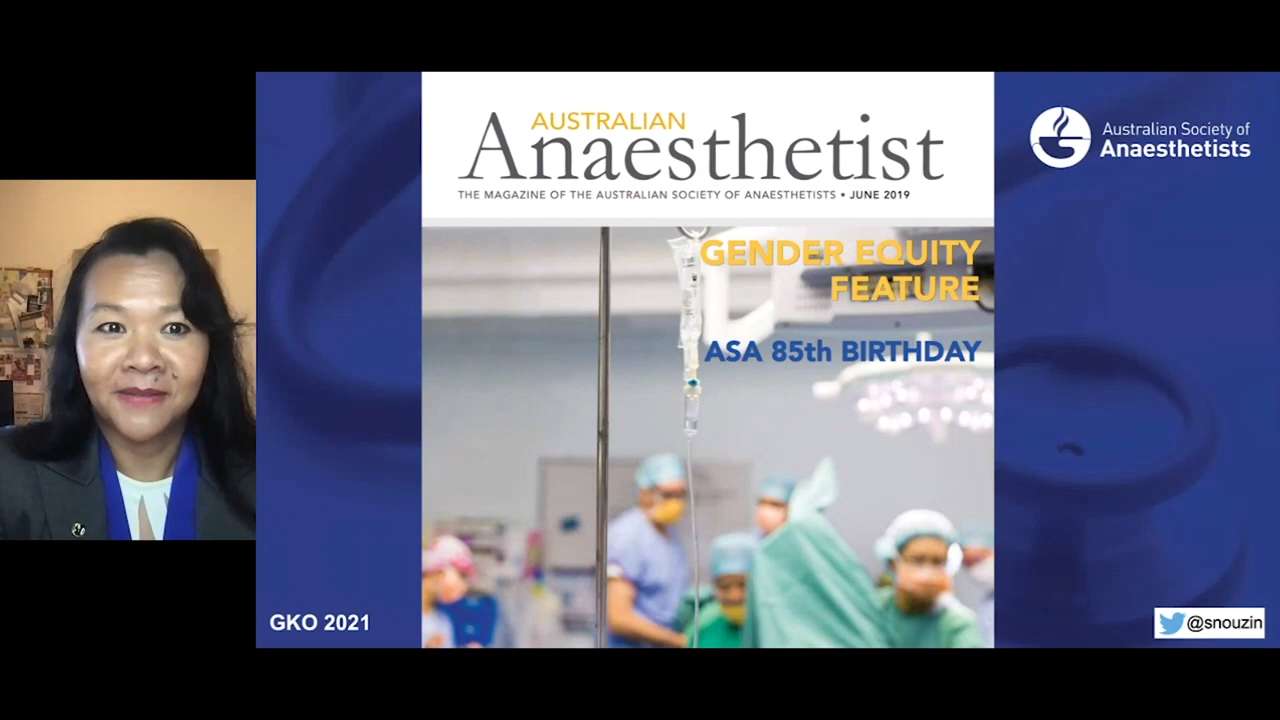 AUSTRALIAN
Anaesthetist
THE MAGAZINE OF THE AUSTRALIAN SOCIETY OF ANAESTHETISTS • JUNE 2019
GENDER EQUITY
FEATURE
ASA 85th BIRTHDAY
Australian Society of
Anaesthetists
GKO 2021
@snouzin